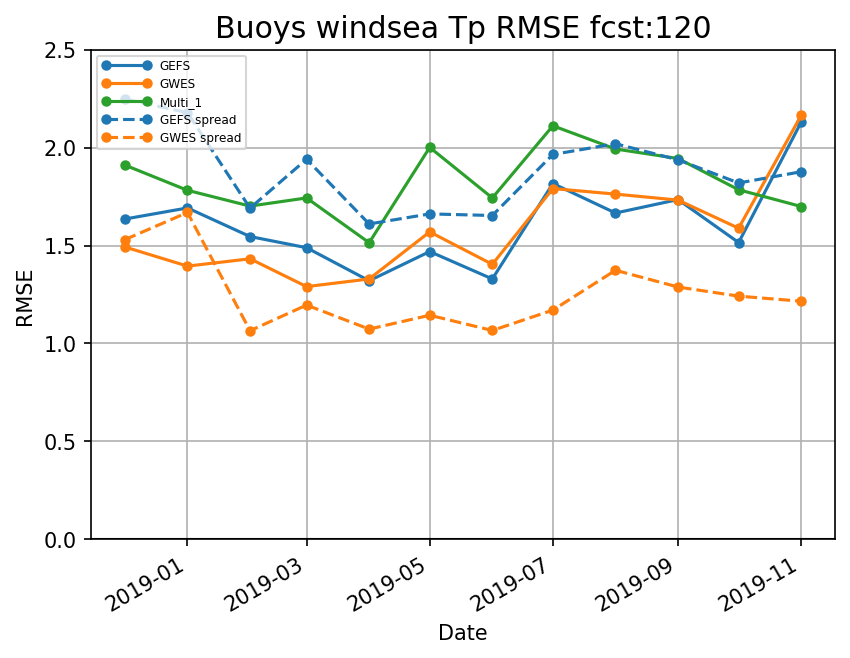 Buoys windsea Tp RMSE fcst:120
2.5
2.0
1.5
1.0
0.5
0.0
RMSE
GEFS
GWES
Multi_1
GEFS spread
GWES spread
2019-01
2019-03
2019-05
2019-07
2019-09
2019-11
Date